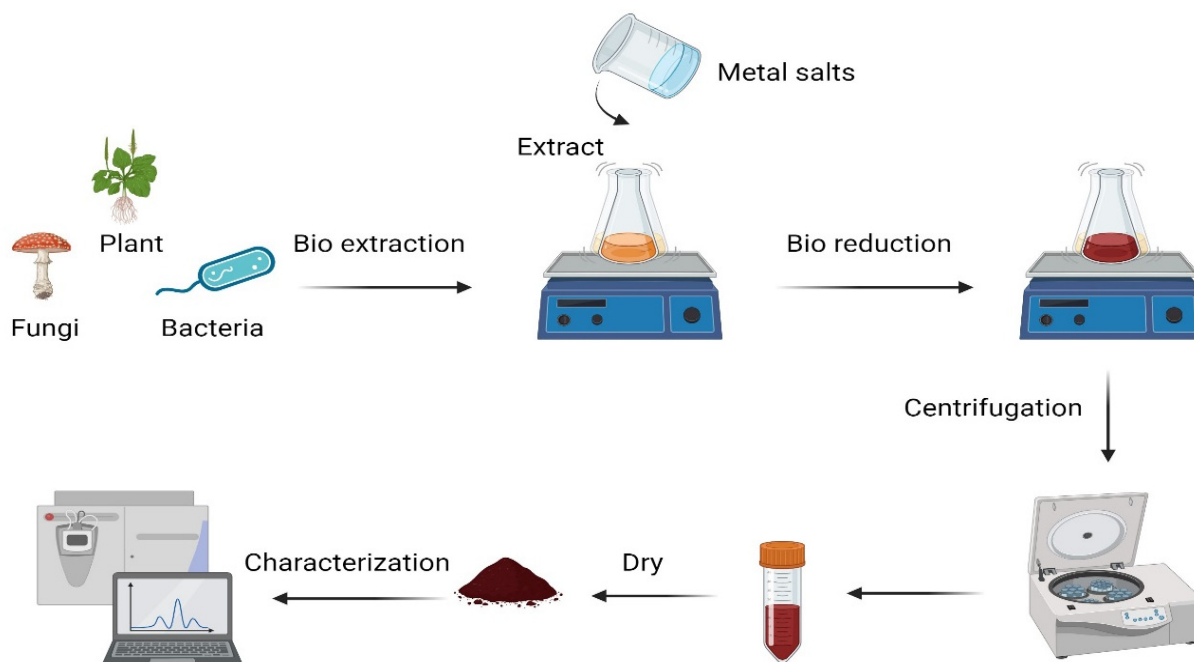 Metal salts
Extract
Plant
Bio extraction
Bio reduction
Fungi
Bacteria
Centrifugation
Characterization
Dry